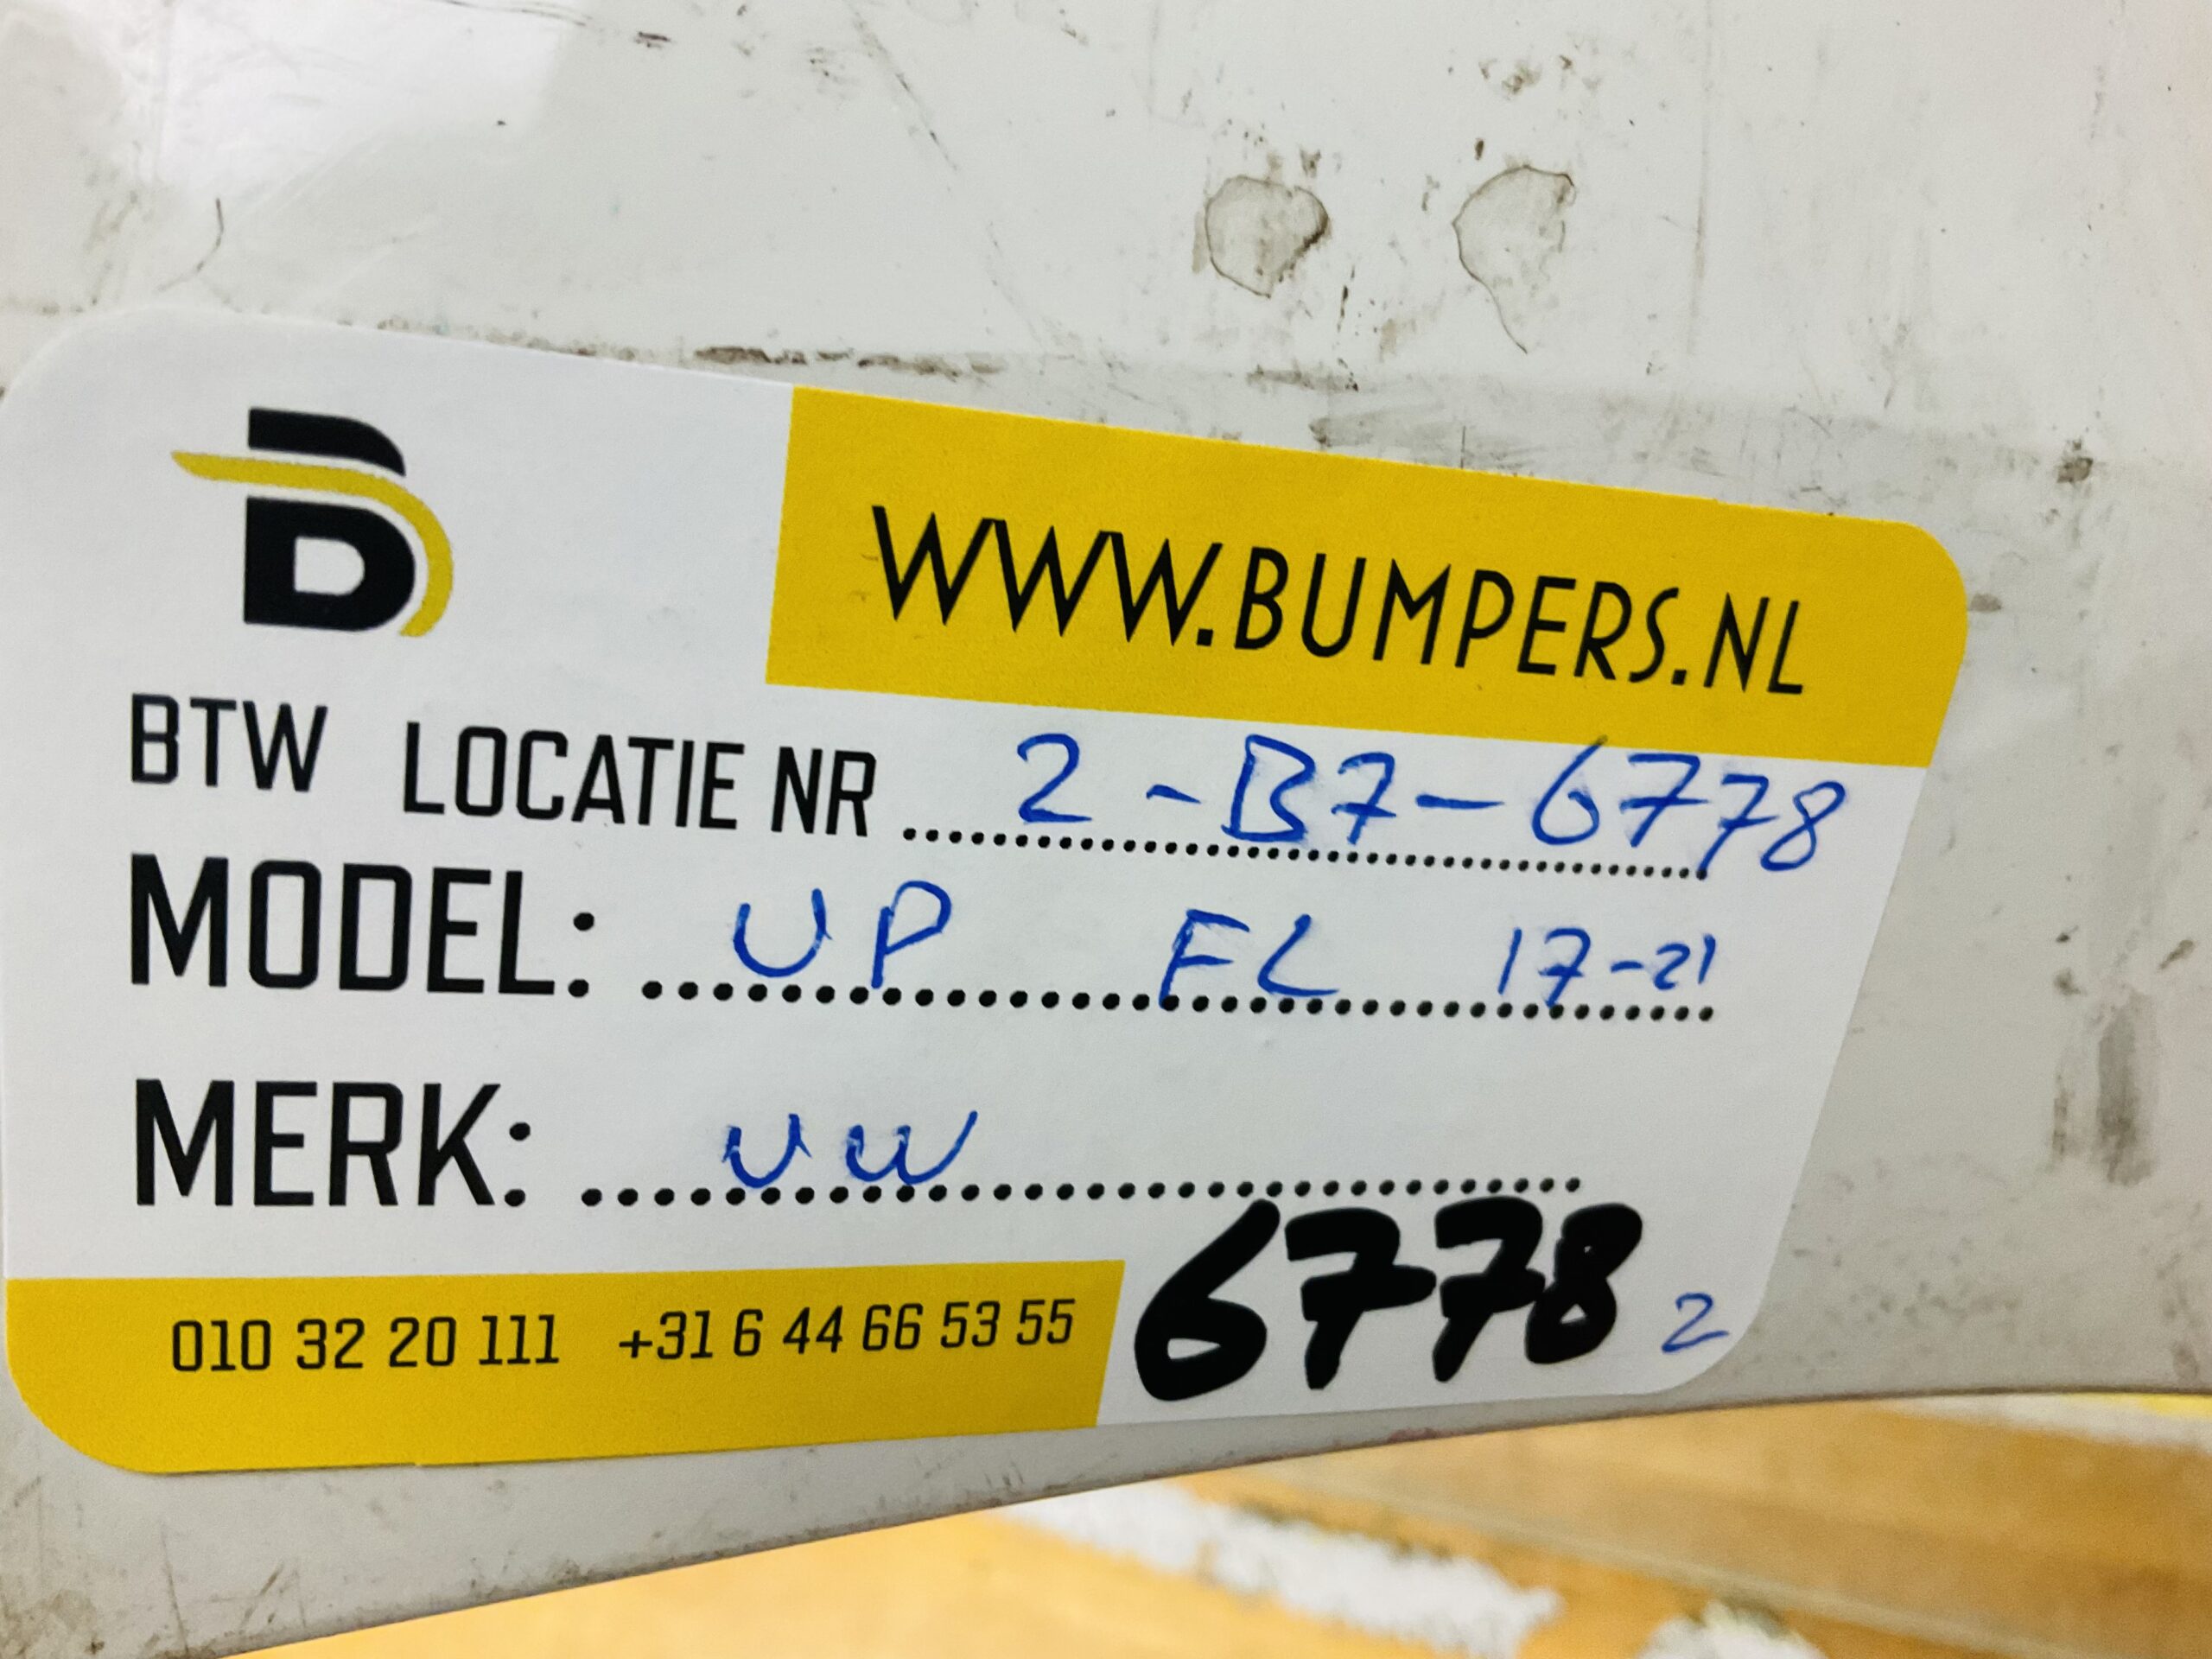 B
WWW.BUMPERS.NL
BTW LOCATIE NR 2-B7-6778
MODEL: UP FL 17-21
MERK: VW
6778 2
010 32 20 111 +31 6 44 66 53 55